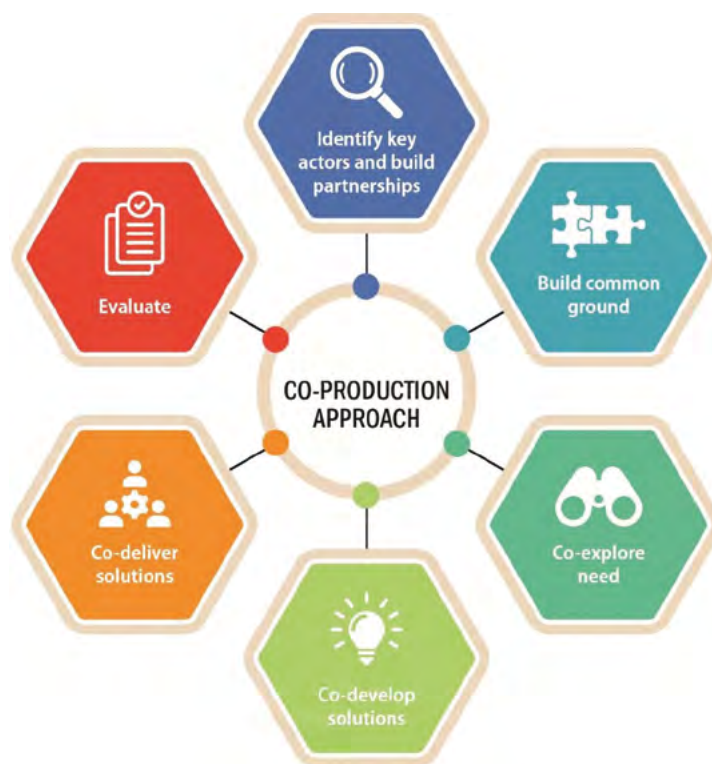 Identify key
actors and build
partnerships
Build common
ground
Co-explore
need
Co-develop
solutions
Co-deliver
solutions
Evaluate
CO-PRODUCTION
APPROACH